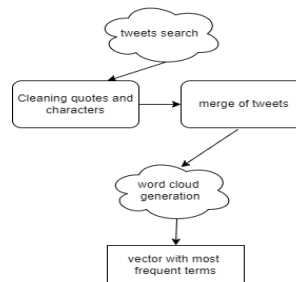 tweets search
Cleaning quotes and
characters
merge of tweets
word cloud
generation
vector with most
frequent terms